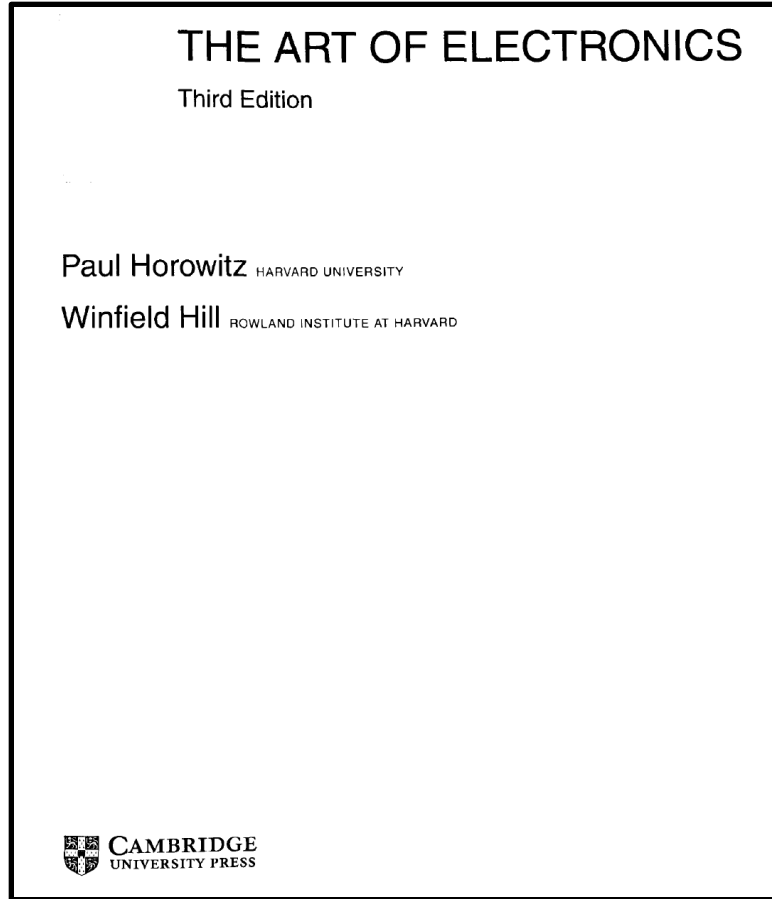 THE ART OF ELECTRONICS
Third Edition
Paul Horowitz HARVARD UNIVERSITY
Winfield Hill ROWLAND INSTITUTE AT HARVARD
CAMBRIDGE
UNIVERSITY PRESS